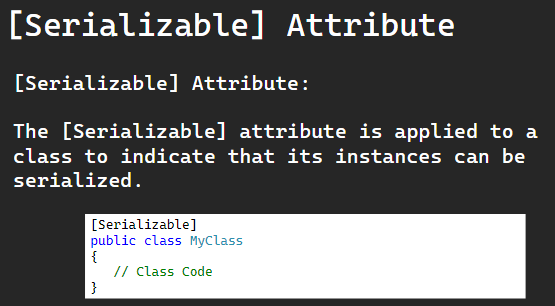 [Serializable] Attribute
[Serializable] Attribute:
The [Serializable] attribute is applied to a
class to indicate that its instances can be
serialized.
[Serializable]
public class MyClass
{
// Class Code
}